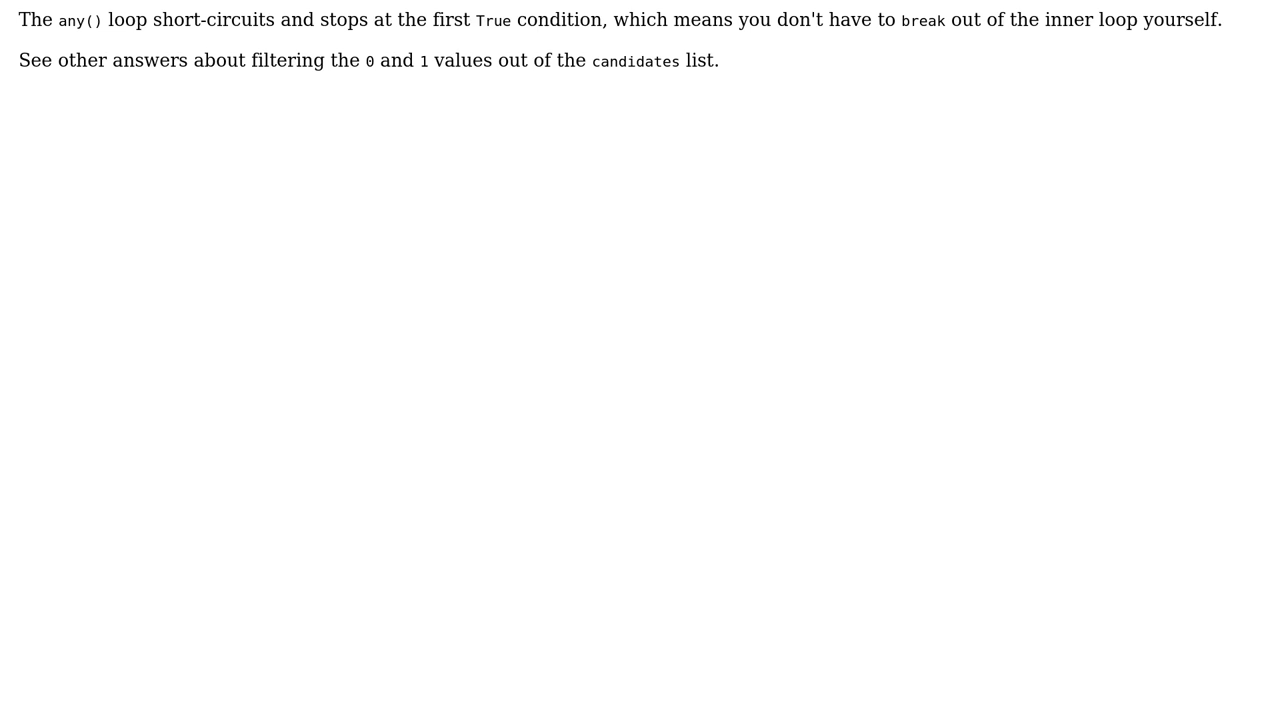 The any() loop short-circuits and stops at the first True condition, which means you don't have to break out of the inner loop yourself.
See other answers about filtering the 0 and 1 values out of the candidates list.